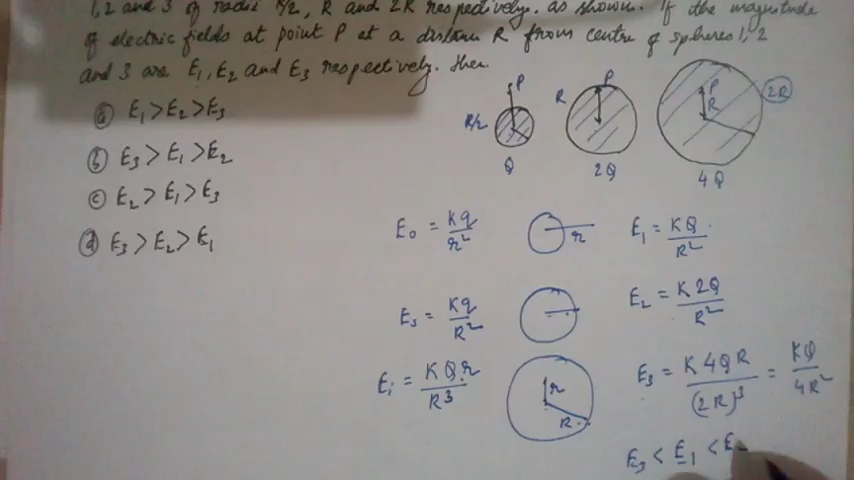 1,2 and 3 of radii R/2, R and 2R respectively. as shown. If the magnitude
of electric fields at point P at a distan R from centre of spheres 1, 2
and 3 are E₁, E₂ and E₃ respectively. then
(a) E₁ > E₂ > E₃
(b) E₃ > E₁ > E₂
(c) E₂ > E₁ > E₃
(d) E₃ > E₂ > E₁
P
R/2
Q
P
R
2Q
P
R
2R
4Q
E₀ = Kq/r²
r
E₁ = KQ/R²
Es = Kq/R²
E₂ = K2Q/R²
Ei = KQr/R³
r
R
E₃ = K4QR/(2R)³ = KQ/4R²
E₃ < E₁ < E